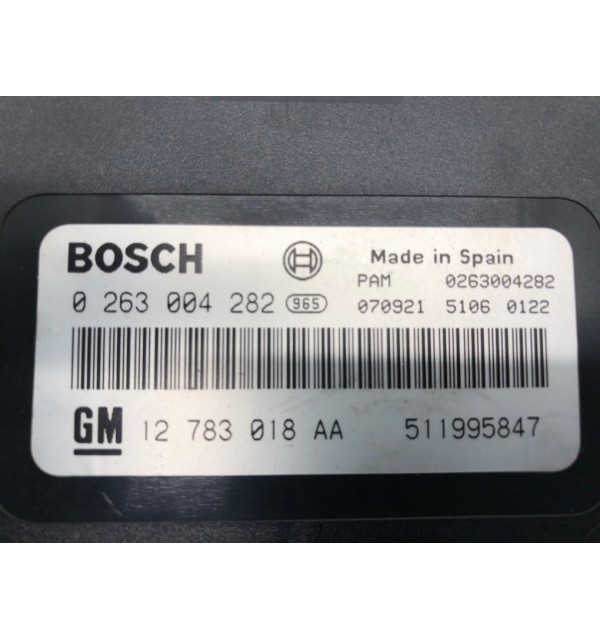 BOSCH Made in Spain
PAM 0263004282
0 263 004 282 965 070921 5106 0122
GM 12 783 018 AA 511995847